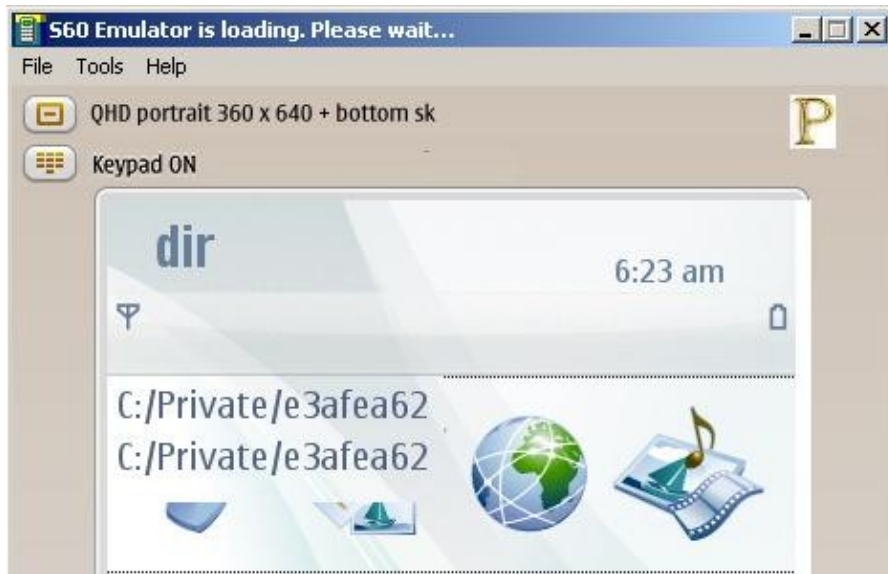 S60 Emulator is loading. Please wait...
File Tools Help
QHD portrait 360 x 640 + bottom sk
P
Keypad ON
dir
6:23 am
C:/Private/e3afea62
C:/Private/e3afea62